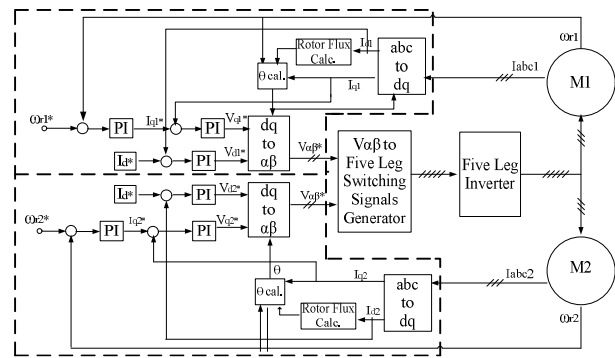 ωr1
Rotor Flux
Calc.
Id1
abc
to
dq
Iabc1
M1
θ cal.
Iq1
ωr1*
PI
Iq1*
PI
Vq1*
dq
to
αβ
Id*
PI
Vd1*
Vαβ*
Vαβ to
Five Leg
Switching
Signals
Generator
Five Leg
Inverter
Id*
PI
Vd2*
dq
to
αβ
Vαβ*
ωr2*
PI
Iq2*
PI
Vq2*
θ
Iq2
abc
to
dq
Iabc2
M2
θ cal.
Rotor Flux
Calc.
Id2
ωr2